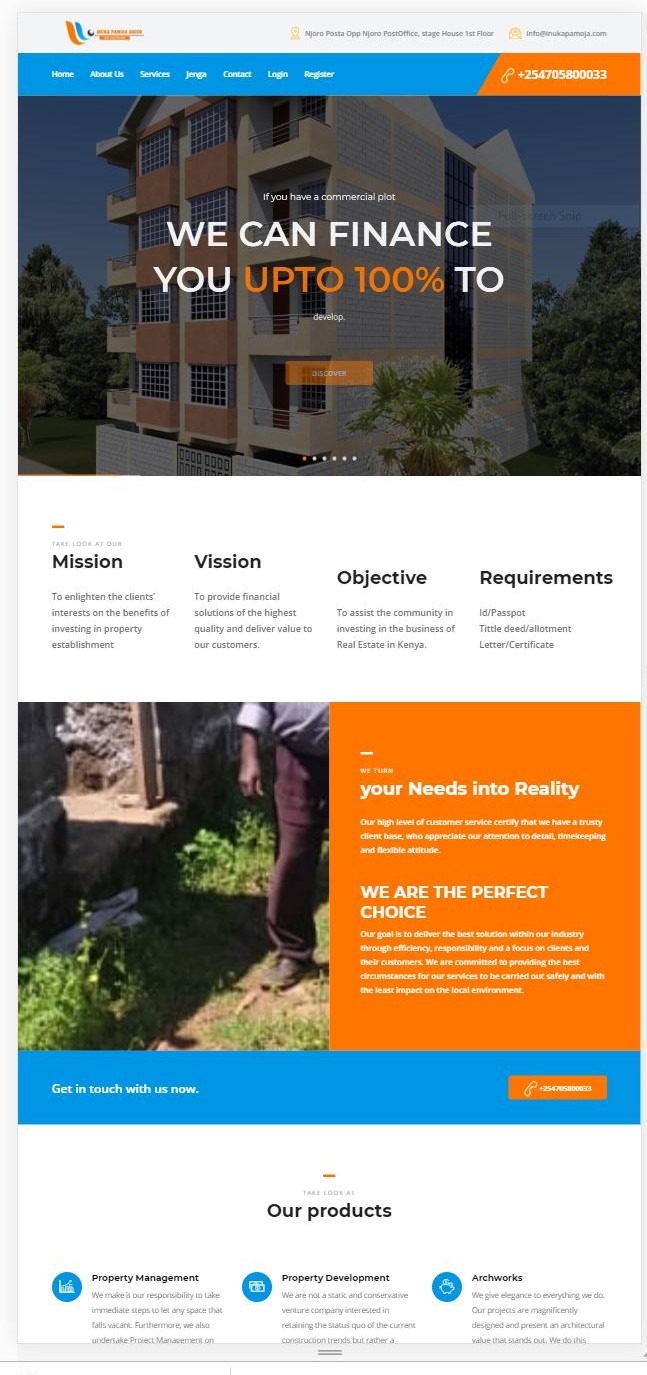 INUKA PAMOJA
Njoro Posta Opp Njoro PostOffice, stage House 1st Floor
info@inukapamoja.com
Home About Us Services Jenga Contact Login Register
+254705800033
Full-screen Snip
If you have a commercial plot
WE CAN FINANCE
YOU UPTO 100% TO
develop.
DISCOVER
TAKE LOOK AT OUR
Mission
To enlighten the clients'
interests on the benefits of
investing in property
establishment
Vission
To provide financial
solutions of the highest
quality and deliver value to
our customers.
Objective
To assist the community in
investing in the business of
Real Estate in Kenya.
Requirements
Id/Passpot
Tittle deed/allotment
Letter/Certificate
WE TURN
your Needs into Reality
Our high level of customer service certify that we have a trusty
client base, who appreciate our attention to detail, timekeeping
and flexible attitude.
WE ARE THE PERFECT
CHOICE
Our goal is to deliver the best solution within our industry
through efficiency, responsibility and a focus on clients and
their customers. We are committed to providing the best
circumstances for our services to be carried out safely and with
the least impact on the local environment.
Get in touch with us now.
+254705800033
TAKE LOOK AT
Our products
Property Management
We make it our responsibility to take
immediate steps to let any space that
falls vacant. Furthermore, we also
undertake Project Management on
Property Development
We are not a static and conservative
venture company interested in
retaining the status quo of the current
construction trends but rather a
Archworks
We give elegance to everything we do.
Our projects are magnificently
designed and present an architectural
value that stands out. We do this